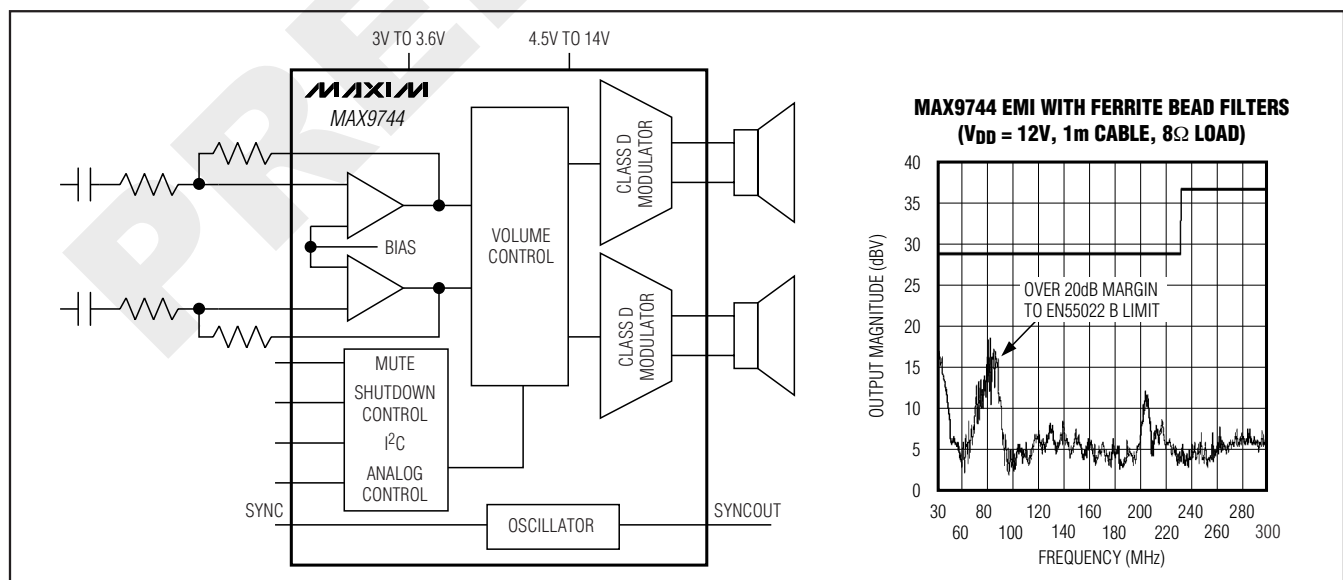 PRE
3V TO 3.6V
4.5V TO 14V
MAXIM
MAX9744
BIAS
VOLUME
CONTROL
CLASS D
MODULATOR
CLASS D
MODULATOR
MUTE
SHUTDOWN
CONTROL
I²C
ANALOG
CONTROL
SYNC
OSCILLATOR
SYNCOUT
MAX9744 EMI WITH FERRITE BEAD FILTERS
(VDD = 12V, 1m CABLE, 8Ω LOAD)
OUTPUT MAGNITUDE (dBV)
40
35
30
25
20
15
10
5
0
OVER 20dB MARGIN
TO EN55022 B LIMIT
30 80 120 160 200 240 280
60 100 140 180 220 260 300
FREQUENCY (MHz)